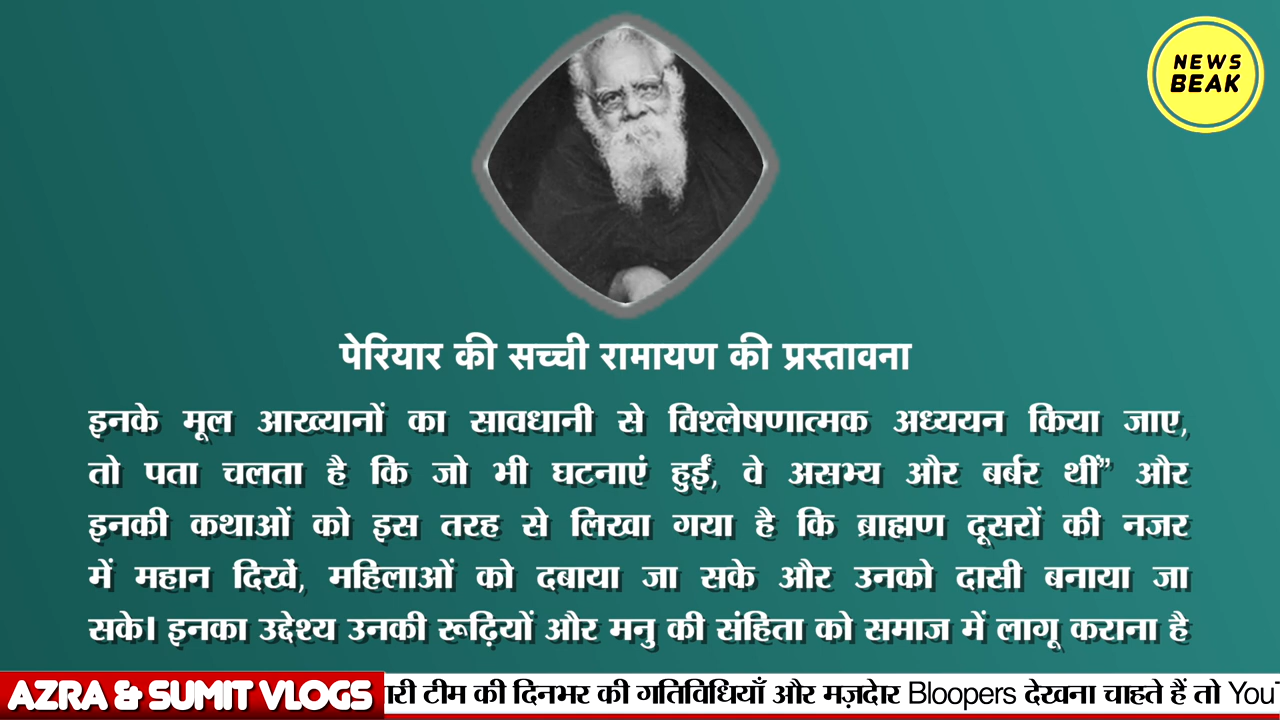 NEWS
BEAK
पेरियार की सच्ची रामायण की प्रस्तावना
इनके मूल आख्यानों का सावधानी से विश्लेषणात्मक अध्ययन किया जाए,
तो पता चलता है कि जो भी घटनाएं हुईं, वे असभ्य और बर्बर थीं” और
इनकी कथाओं को इस तरह से लिखा गया है कि ब्राह्मण दूसरों की नजर
में महान दिखें, महिलाओं को दबाया जा सके और उनको दासी बनाया जा
सके। इनका उद्देश्य उनकी रूढ़ियों और मनु की संहिता को समाज में लागू कराना है
AZRA & SUMIT VLOGS ारी टीम की दिनभर की गतिविधियाँ और मज़ेदार Bloopers देखना चाहते हैं तो You